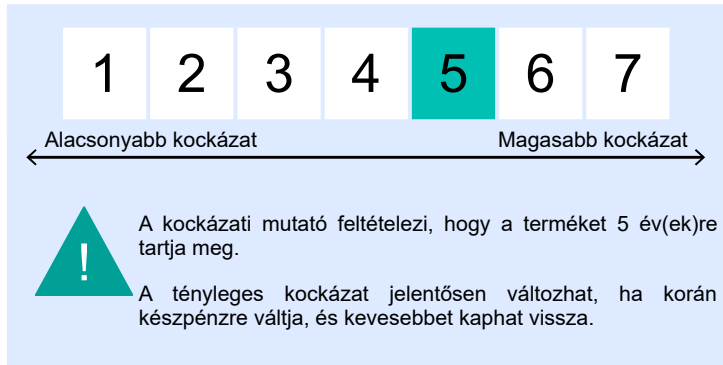 1 2 3 4 5 6 7
Alacsonyabb kockázat Magasabb kockázat
!
A kockázati mutató feltételezi, hogy a terméket 5 év(ek)re
tartja meg.
A tényleges kockázat jelentősen változhat, ha korán
készpénzre váltja, és kevesebbet kaphat vissza.